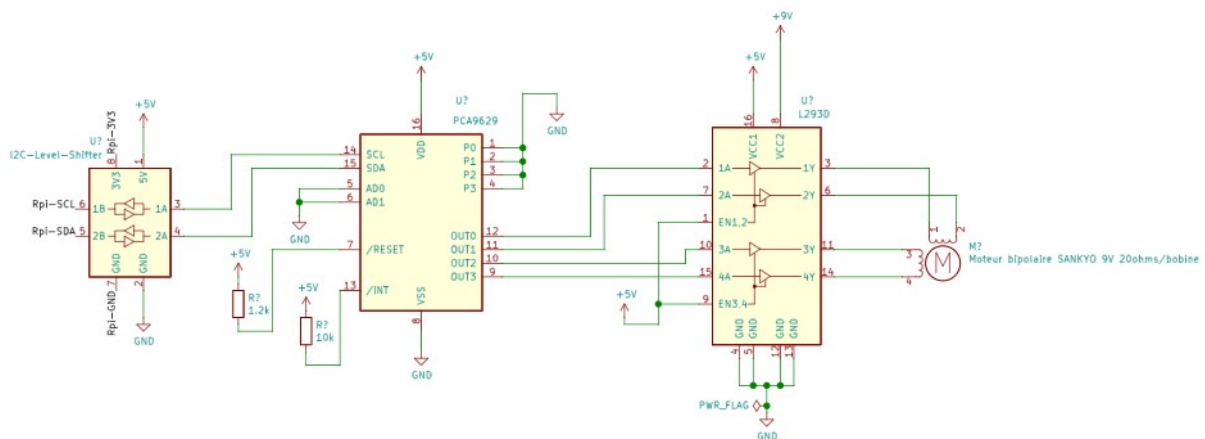 +9V
+5V
+5V
+5V
U?
PCA9629
U?
L293D
GND
U?
I2C-Level-Shifter
Rpi-3V3
8
1
3V3
5V
Rpi-SCL
6
1B
1A
3
Rpi-SDA
5
2B
2A
4
GND
GND
7
2
Rpi-GND
GND
16
VDD
14
SCL
15
SDA
5
AD0
6
AD1
GND
7
/RESET
13
/INT
P0
1
P1
2
P2
3
P3
4
OUT0
12
OUT1
11
OUT2
10
OUT3
9
VSS
8
GND
+5V
R?
1.2k
+5V
R?
10k
16
8
VCC1
VCC2
2
1A
1Y
3
7
2A
2Y
6
1
EN1,2
10
3A
3Y
11
15
4A
4Y
14
9
EN3,4
+5V
GND
GND
GND
GND
4
5
12
13
PWR_FLAG
GND
1
2
3
4
M
M?
Moteur bipolaire SANKYO 9V 20ohms/bobine